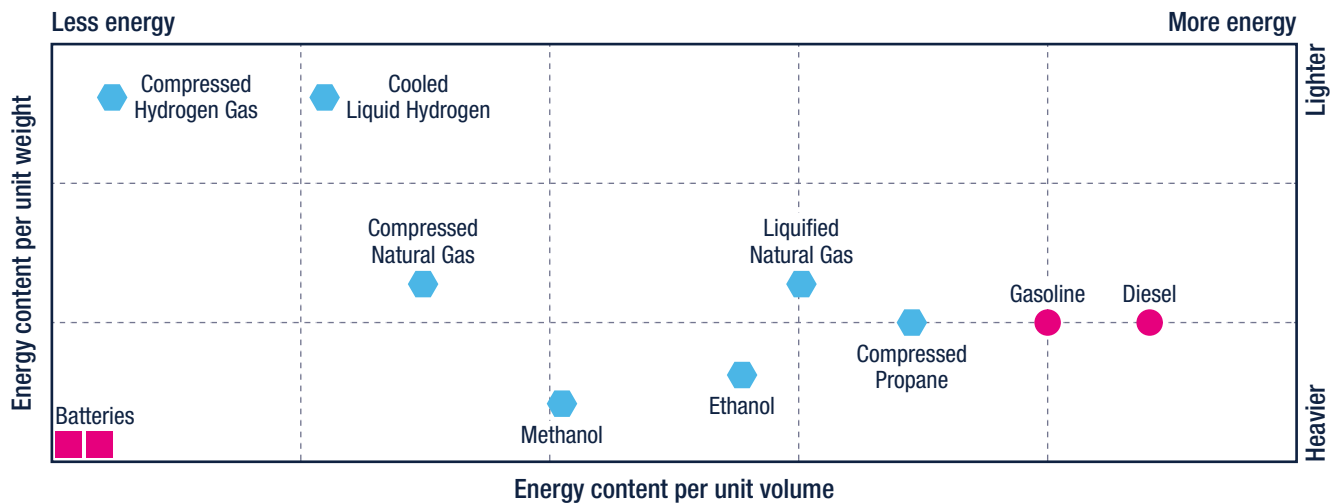 Less energy
More energy
Energy content per unit weight
Lighter
Heavier
Compressed
Hydrogen Gas
Cooled
Liquid Hydrogen
Compressed
Natural Gas
Liquified
Natural Gas
Gasoline
Diesel
Compressed
Propane
Ethanol
Methanol
Batteries
Energy content per unit volume